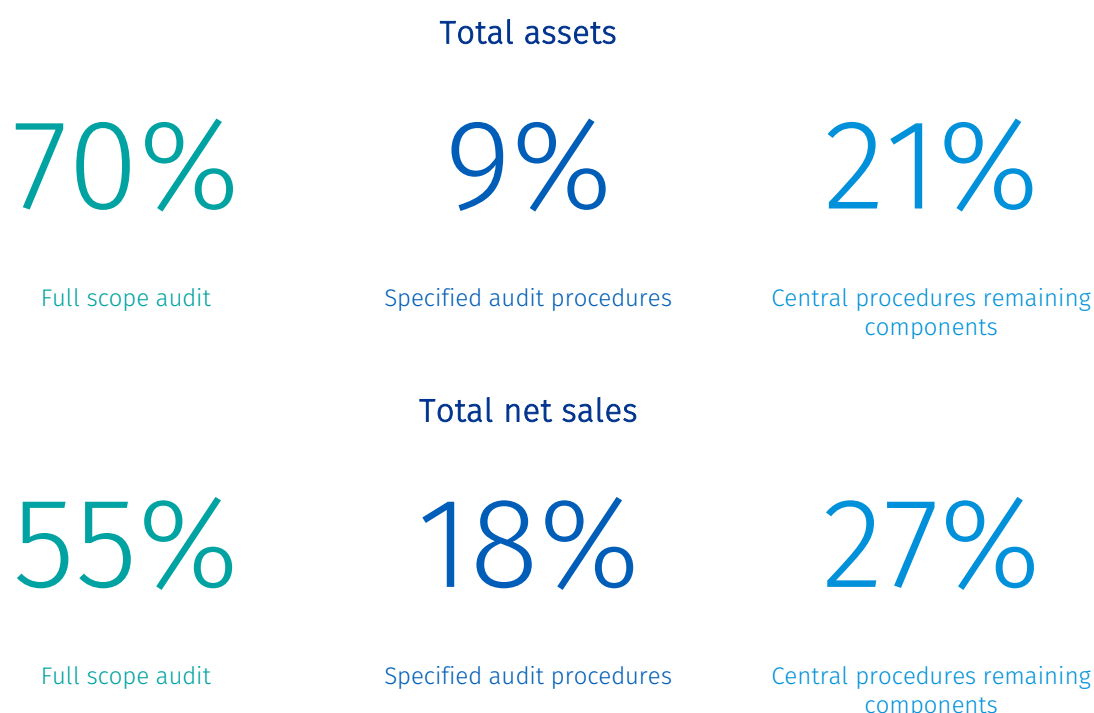 Total assets
70% 9% 21%
Full scope audit Specified audit procedures Central procedures remaining
components
Total net sales
55% 18% 27%
Full scope audit Specified audit procedures Central procedures remaining
components